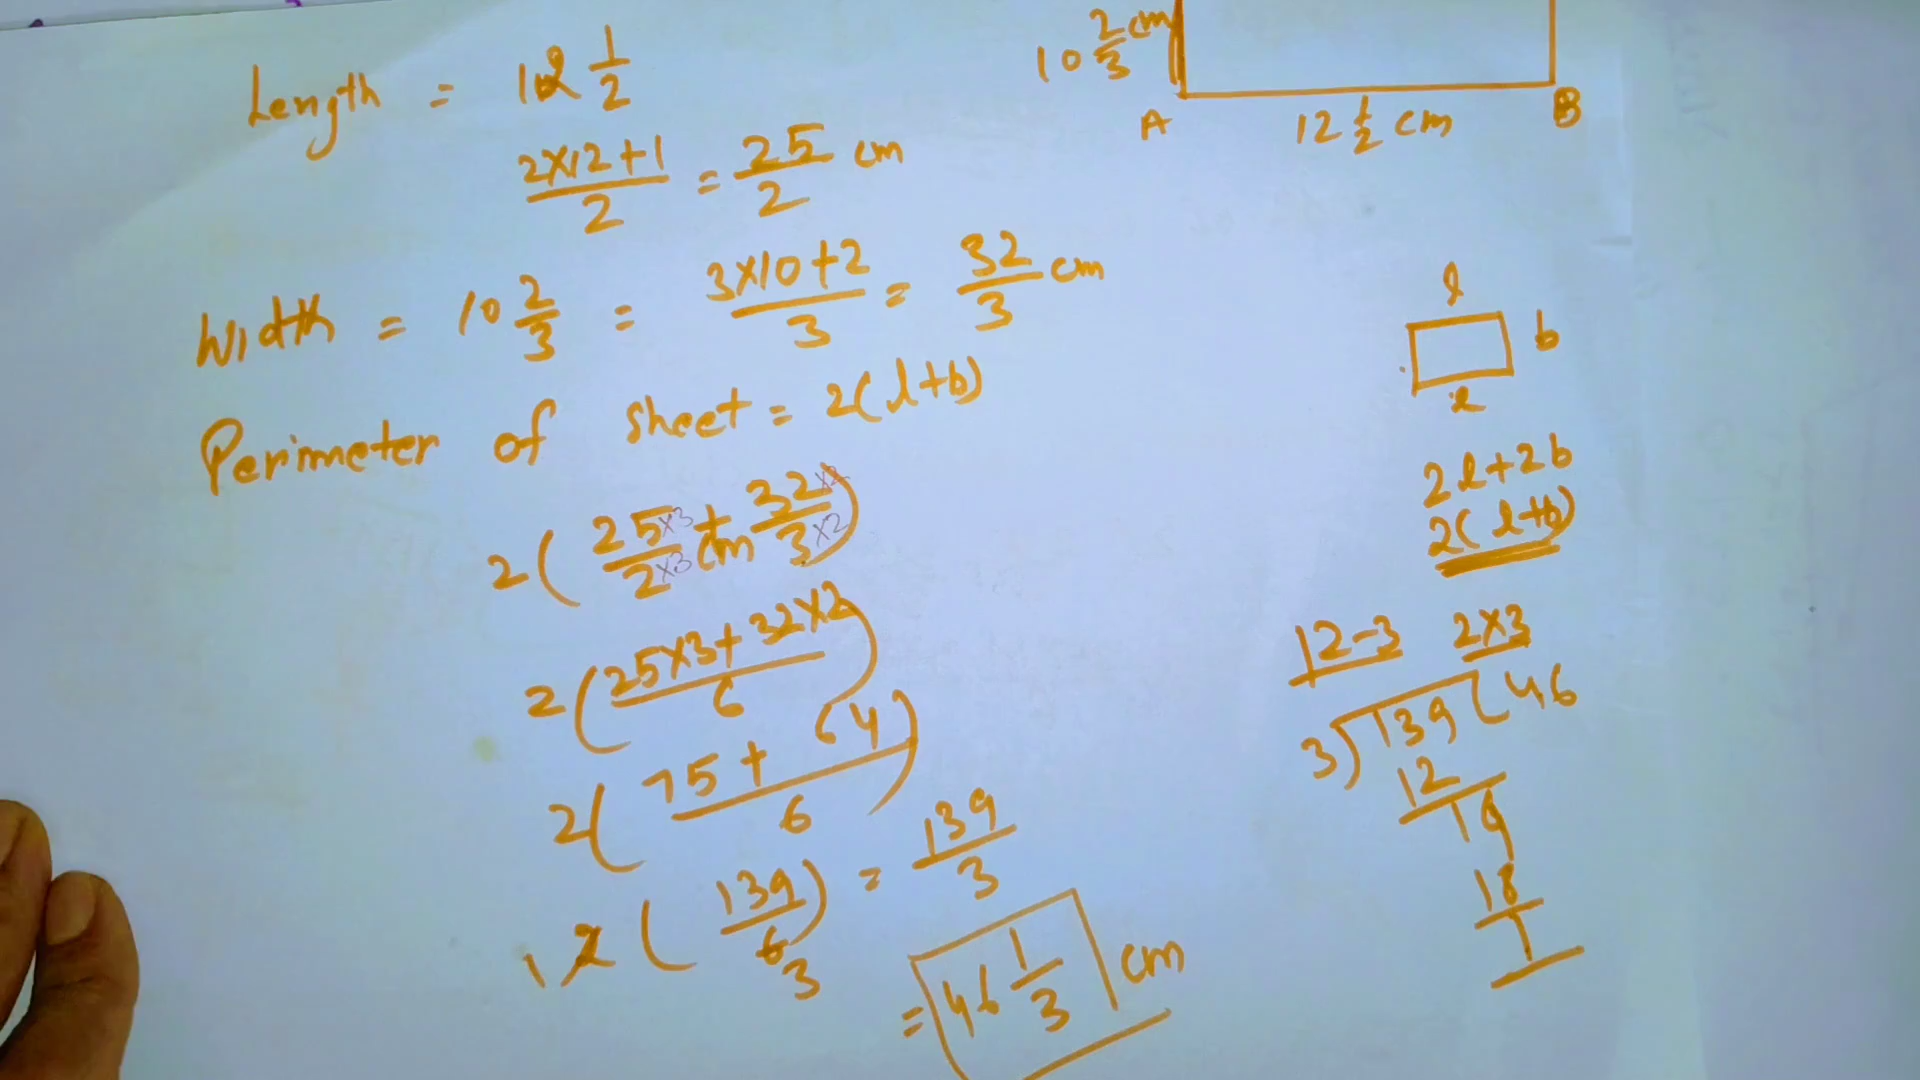 Length = 12 1/2
2×12+1/2 = 25/2 cm
Width = 10 2/3 = 3×10+2/3 = 32/3 cm
Perimeter of sheet = 2(l+b)
2(25×3/2×3 cm + 32×2/3×2)
2(25×3+32×2/6)
2(75+64/6)
1 2(139/6 3) = 139/3
= 46 1/3 cm
10 2/3 cm
A 12 1/2 cm B
l
b
l
2l+2b
2(l+b)
12-3 2×3
3)139(46
12
19
18
1